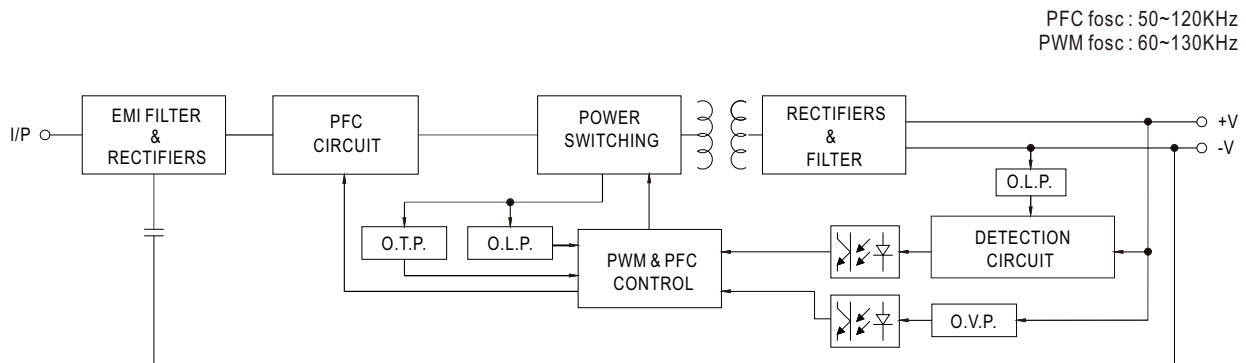 PFC fosc : 50~120KHz
PWM fosc : 60~130KHz
I/P
EMI FILTER
&
RECTIFIERS
PFC
CIRCUIT
POWER
SWITCHING
RECTIFIERS
&
FILTER
+V
-V
O.L.P.
O.T.P.
O.L.P.
PWM & PFC
CONTROL
DETECTION
CIRCUIT
O.V.P.